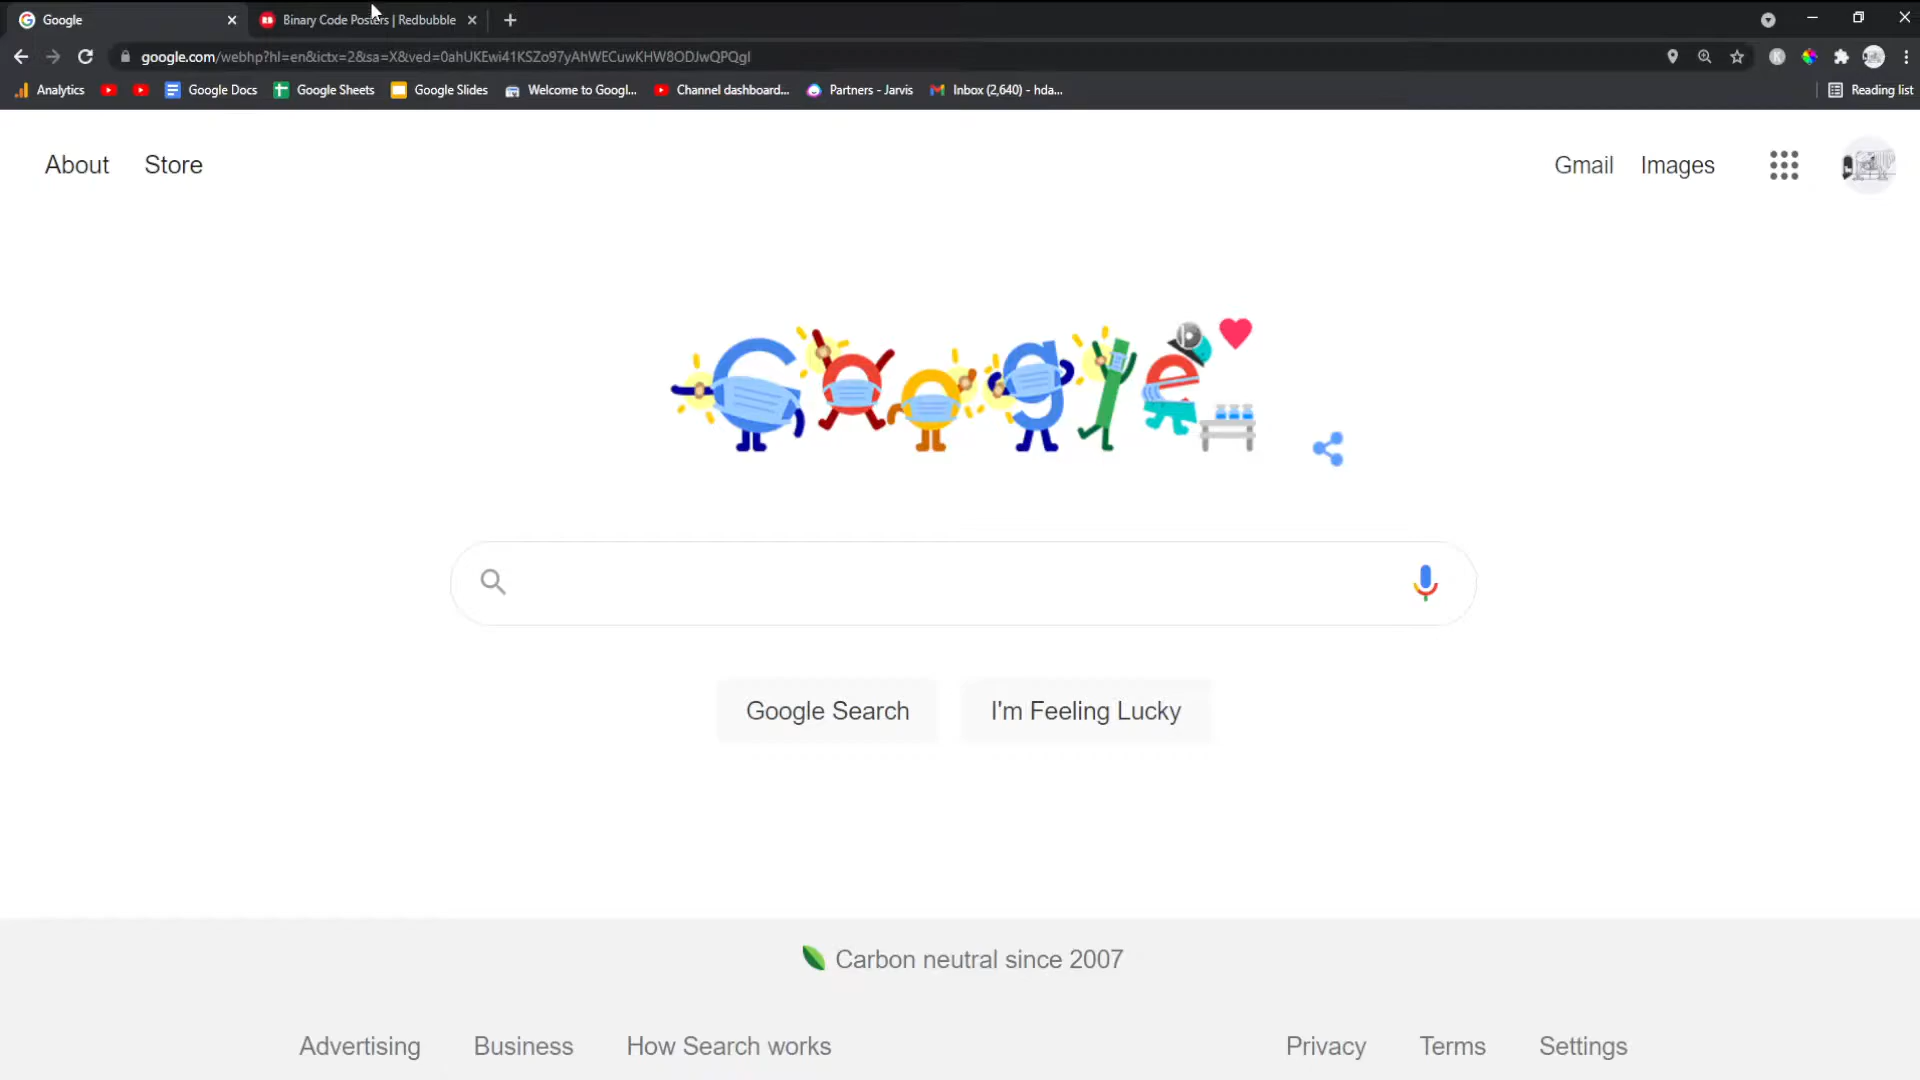 Google
Binary Code Posters | Redbubble
google.com/webhp?hl=en&ictx=2&sa=X&ved=0ahUKEwi41KSZo97yAhWECuwKHW8ODJwQPQgI
Analytics
Google Docs
Google Sheets
Google Slides
Welcome to Googl...
Channel dashboard...
Partners - Jarvis
Inbox (2,640) - hda...
Reading list
About
Store
Gmail
Images
Google
Google Search
I'm Feeling Lucky
Carbon neutral since 2007
Advertising
Business
How Search works
Privacy
Terms
Settings